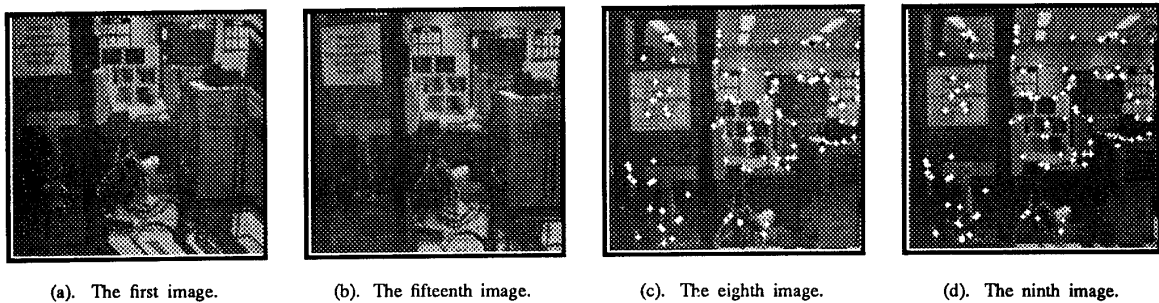 (a). The first image.
(b). The fifteenth image.
(c). The eighth image.
(d). The ninth image.